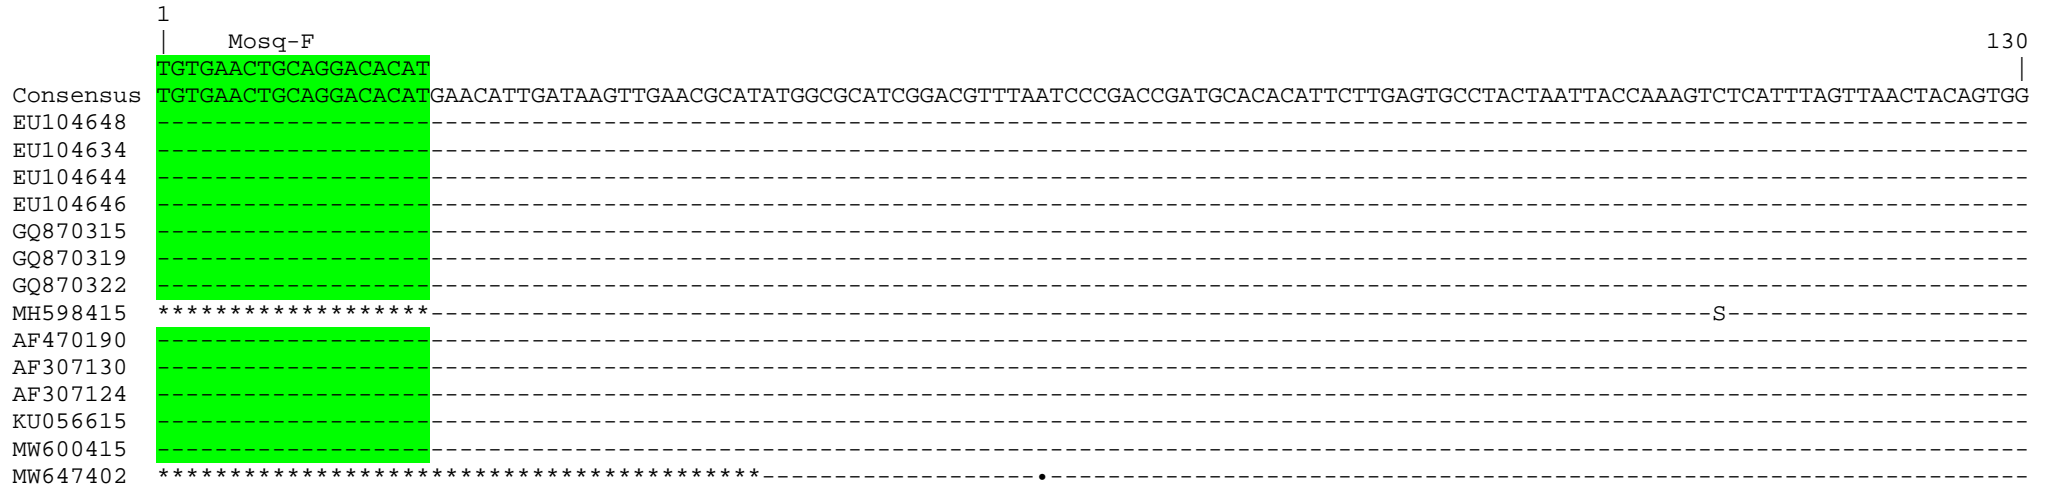 1
| Mosq-F 130
TGTGAACTGCAGGACACAT |
Consensus TGTGAACTGCAGGACACATGAACATTGATAAGTTGAACGCATATGGCGCATCGGACGTTTAATCCCGACCGATGCACACATTCTTGAGTGCCTACTAATTACCAAAGTCTCATTTAGTTAACTACAGTGG
EU104648 ----------------------------------------------------------------------------------------------------------------------------------
EU104634 ----------------------------------------------------------------------------------------------------------------------------------
EU104644 ----------------------------------------------------------------------------------------------------------------------------------
EU104646 ----------------------------------------------------------------------------------------------------------------------------------
GQ870315 ----------------------------------------------------------------------------------------------------------------------------------
GQ870319 ----------------------------------------------------------------------------------------------------------------------------------
GQ870322 ----------------------------------------------------------------------------------------------------------------------------------
MH598415 *******************-----------------------------------------------------------------------------------------S---------------------
AF470190 ----------------------------------------------------------------------------------------------------------------------------------
AF307130 ----------------------------------------------------------------------------------------------------------------------------------
AF307124 ----------------------------------------------------------------------------------------------------------------------------------
KU056615 ----------------------------------------------------------------------------------------------------------------------------------
MW600415 ----------------------------------------------------------------------------------------------------------------------------------
MW647402 ******************************************-------------------•--------------------------------------------------------------------